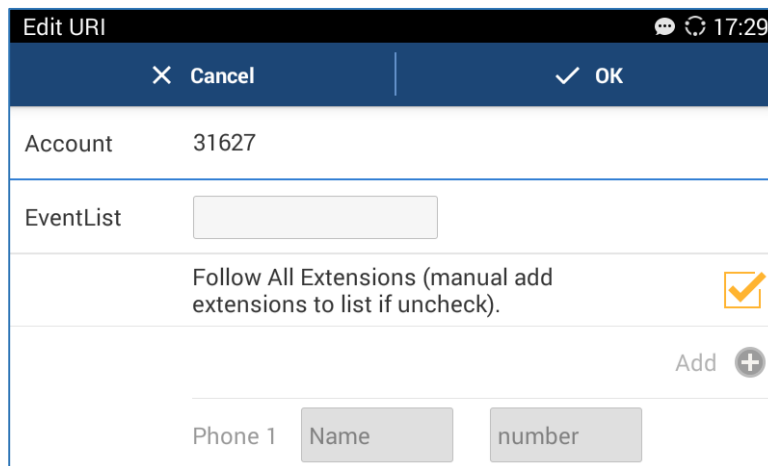 Edit URI 17:29
Cancel OK
Account 31627
EventList
Follow All Extensions (manual add
extensions to list if uncheck).
Add
Phone 1 Name number